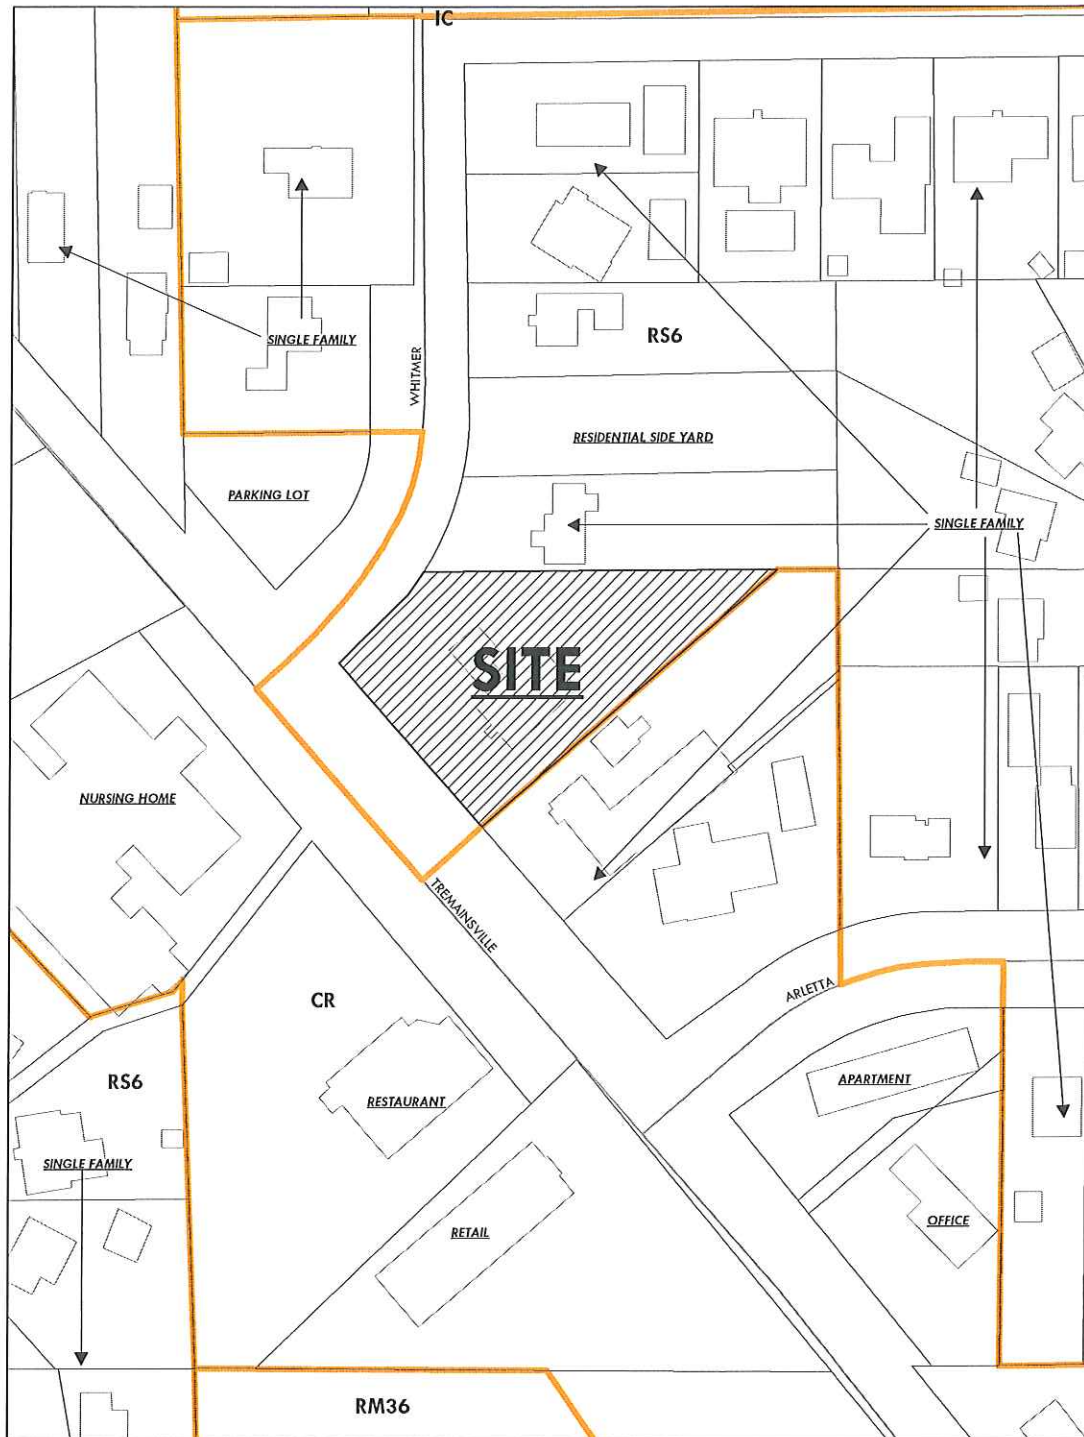 IC
SINGLE FAMILY
WHITMER
RS6
RESIDENTIAL SIDE YARD
PARKING LOT
SINGLE FAMILY
SITE
NURSING HOME
TREMAINSVILLE
ARLETTA
CR
RS6
APARTMENT
RESTAURANT
SINGLE FAMILY
OFFICE
RETAIL
RM36